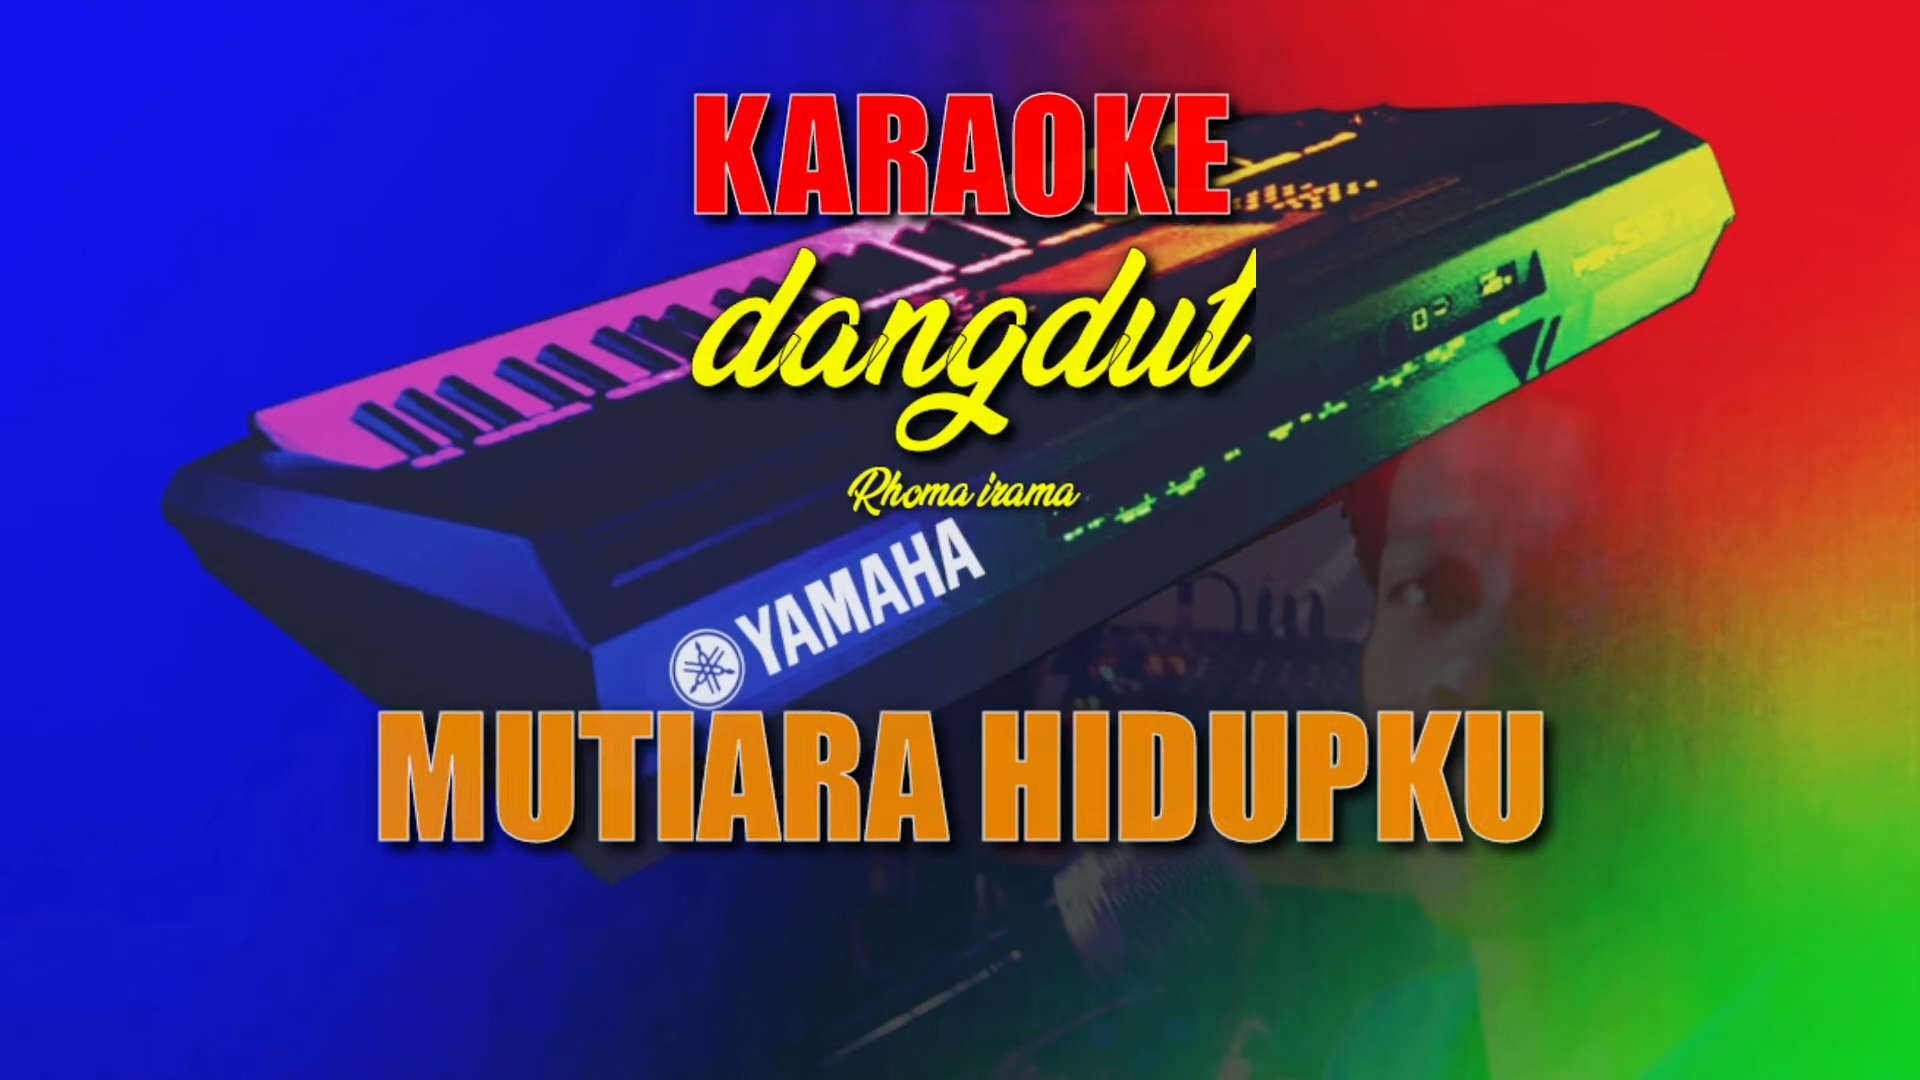 KARAOKE
dangdut
Rhoma irama
YAMAHA
MUTIARA HIDUPKU